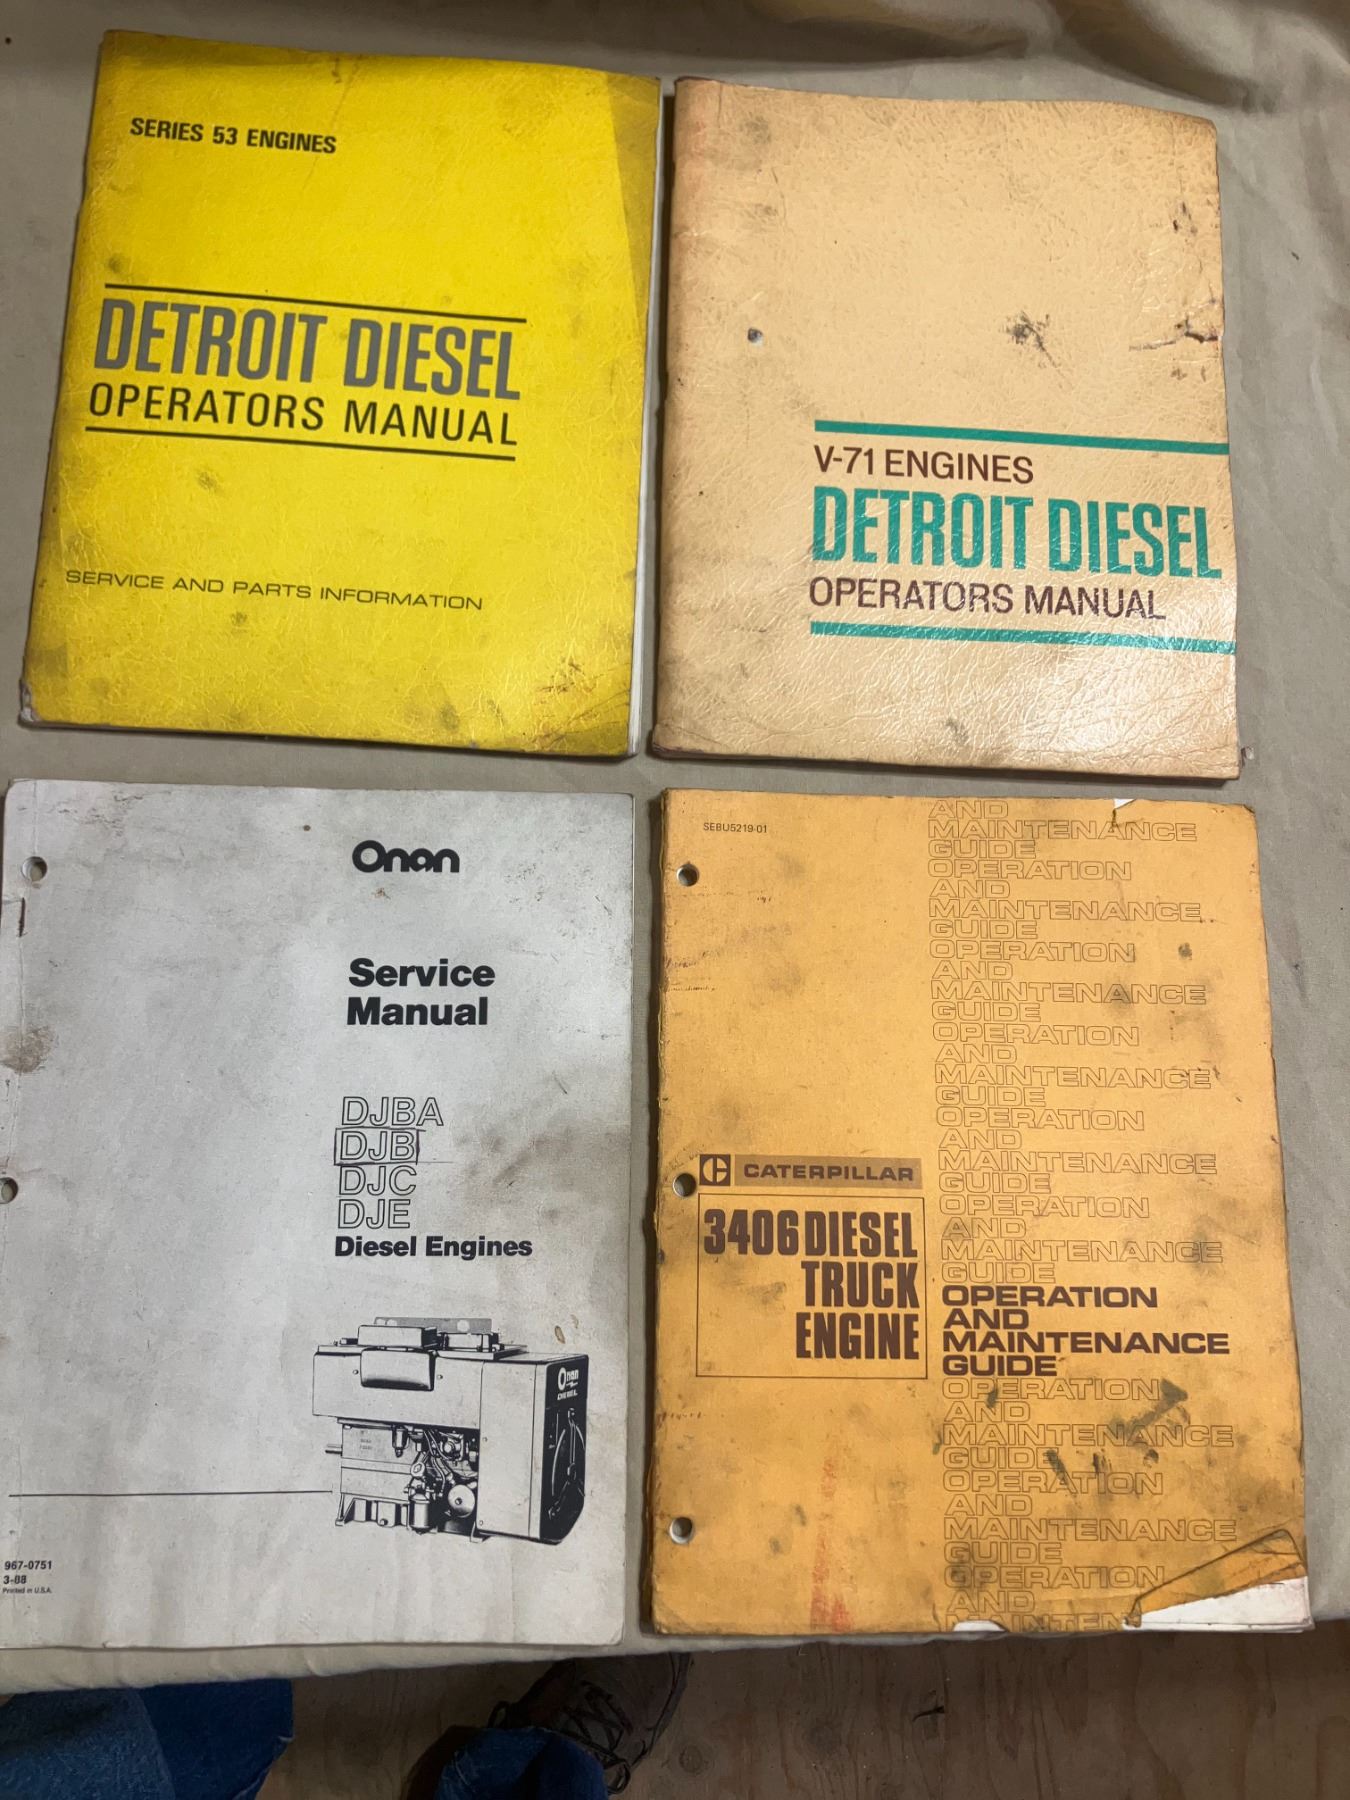 SERIES 53 ENGINES
DETROIT DIESEL
OPERATORS MANUAL
SERVICE AND PARTS INFORMATION
V-71 ENGINES
DETROIT DIESEL
OPERATORS MANUAL
Onan
Service
Manual
DJBA
DJB
DJC
DJE
Diesel Engines
Onan
DIESEL
967-0751
3-88
Printed in U.S.A.
SEBU5219-01
CATERPILLAR
3406 DIESEL
TRUCK
ENGINE
AND
MAINTENANCE
GUIDE
OPERATION
AND
MAINTENANCE
GUIDE
OPERATION
AND
MAINTENANCE
GUIDE
OPERATION
AND
MAINTENANCE
GUIDE
OPERATION
AND
MAINTENANCE
GUIDE
OPERATION
AND
MAINTENANCE
GUIDE
OPERATION
AND
MAINTENANCE
GUIDE
OPERATION
AND
MAINTENANCE
GUIDE
OPERATION
AND
MAINTENANCE
GUIDE
OPERATION
AND
MAINTEN